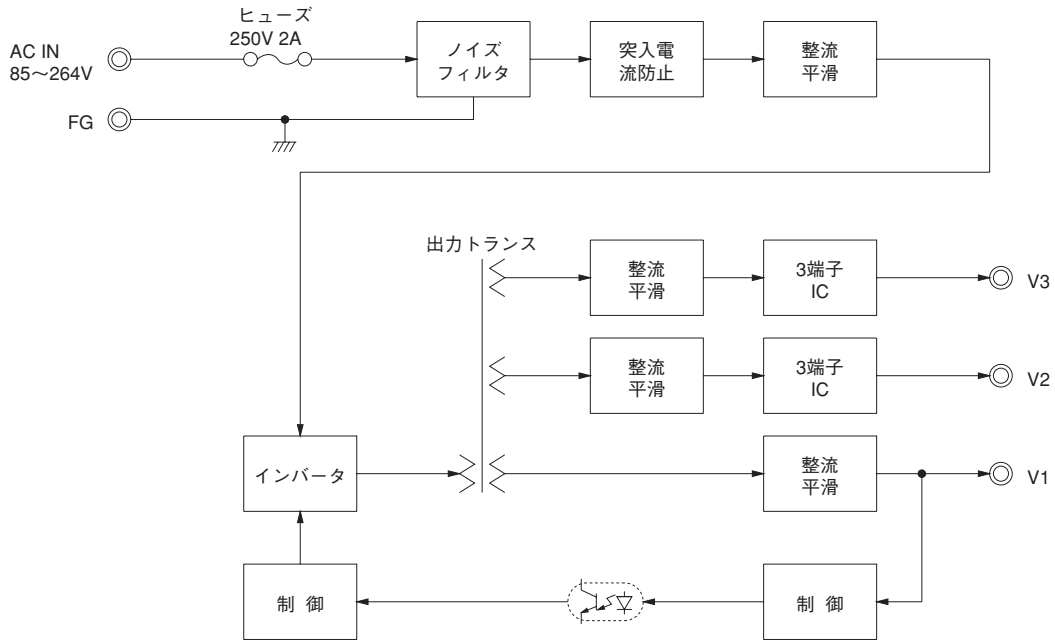 ヒューズ
250V 2A
AC IN
85～264V
ノイズ
フィルタ
突入電
流防止
整流
平滑
FG
出力トランス
整流
平滑
3端子
IC
V3
整流
平滑
3端子
IC
V2
インバータ
整流
平滑
V1
制 御
制 御